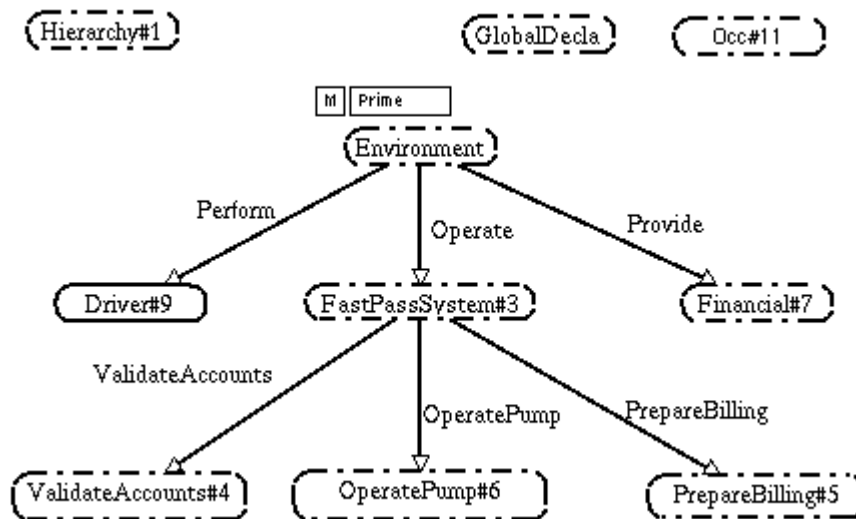 Hierarchy#1
GlobalDecla
Occ#11
M Prime
Environment
Perform
Operate
Provide
Driver#9
FastPassSystem#3
Financial#7
ValidateAccounts
OperatePump
PrepareBilling
ValidateAccounts#4
OperatePump#6
PrepareBilling#5